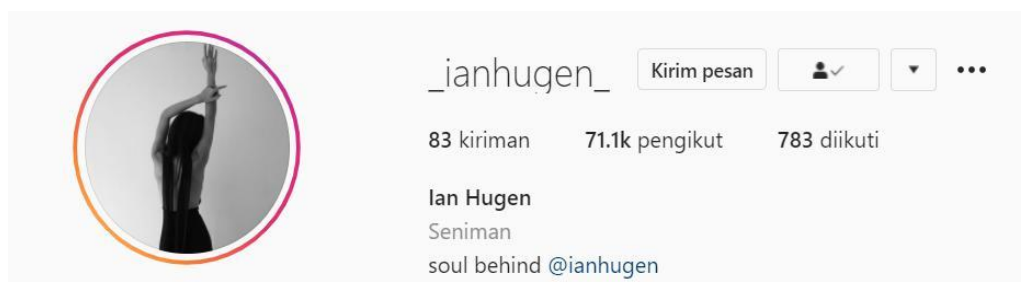 _ianhugen_ Kirim pesan
83 kiriman 71.1k pengikut 783 diikuti
Ian Hugen
Seniman
soul behind @ianhugen